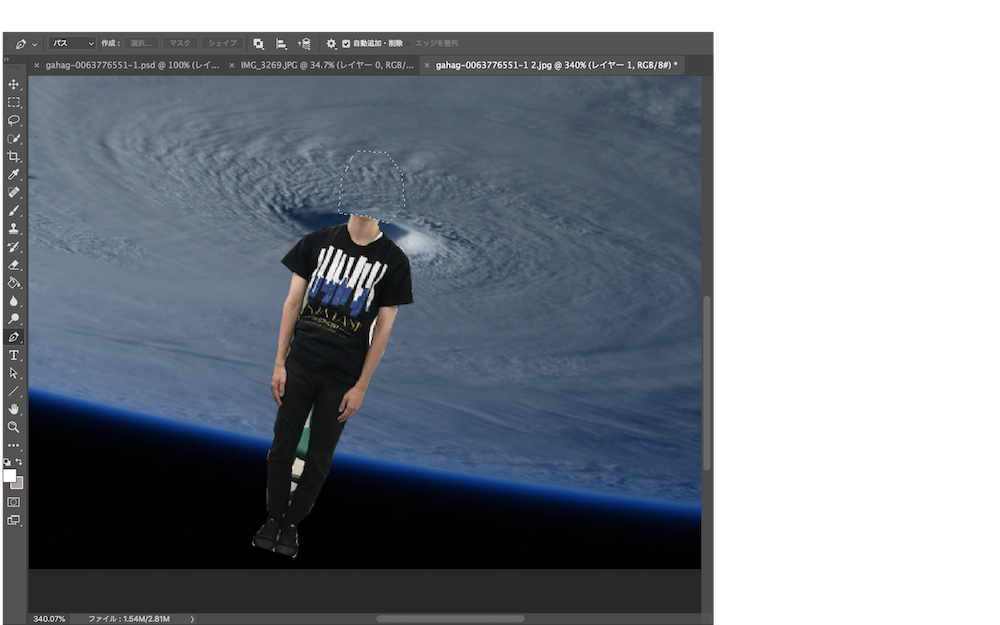 パス 作成： 選択... マスク シェイプ 自動追加・削除 エッジを整列
× gahag-0063776551-1.psd @ 100% (レイ... × IMG_3269.JPG @ 34.7% (レイヤー 0, RGB/... × gahag-0063776551-1 2.jpg @ 340% (レイヤー 1, RGB/8#) *
340.07% ファイル：1.54M/2.81M